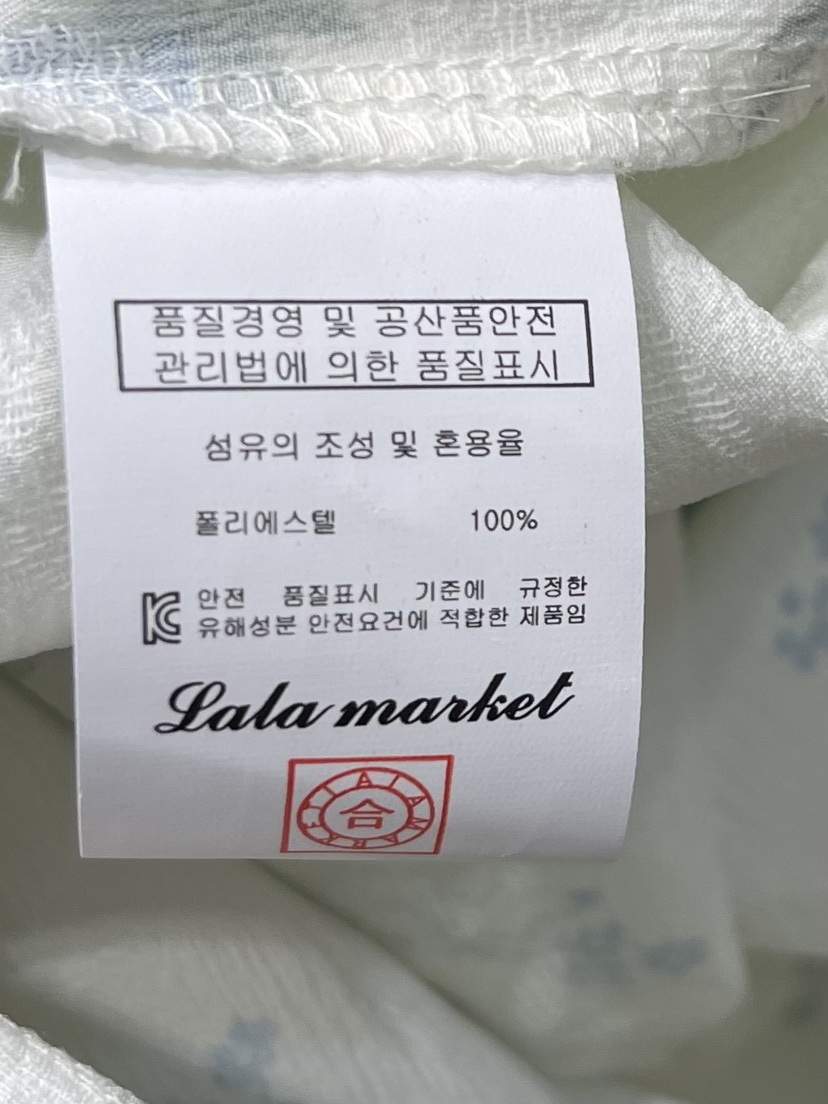 품질경영 및 공산품안전
관리법에 의한 품질표시
섬유의 조성 및 혼용율
폴리에스텔 100%
안전 품질표시 기준에 규정한
유해성분 안전요건에 적합한 제품임
Lala market
合